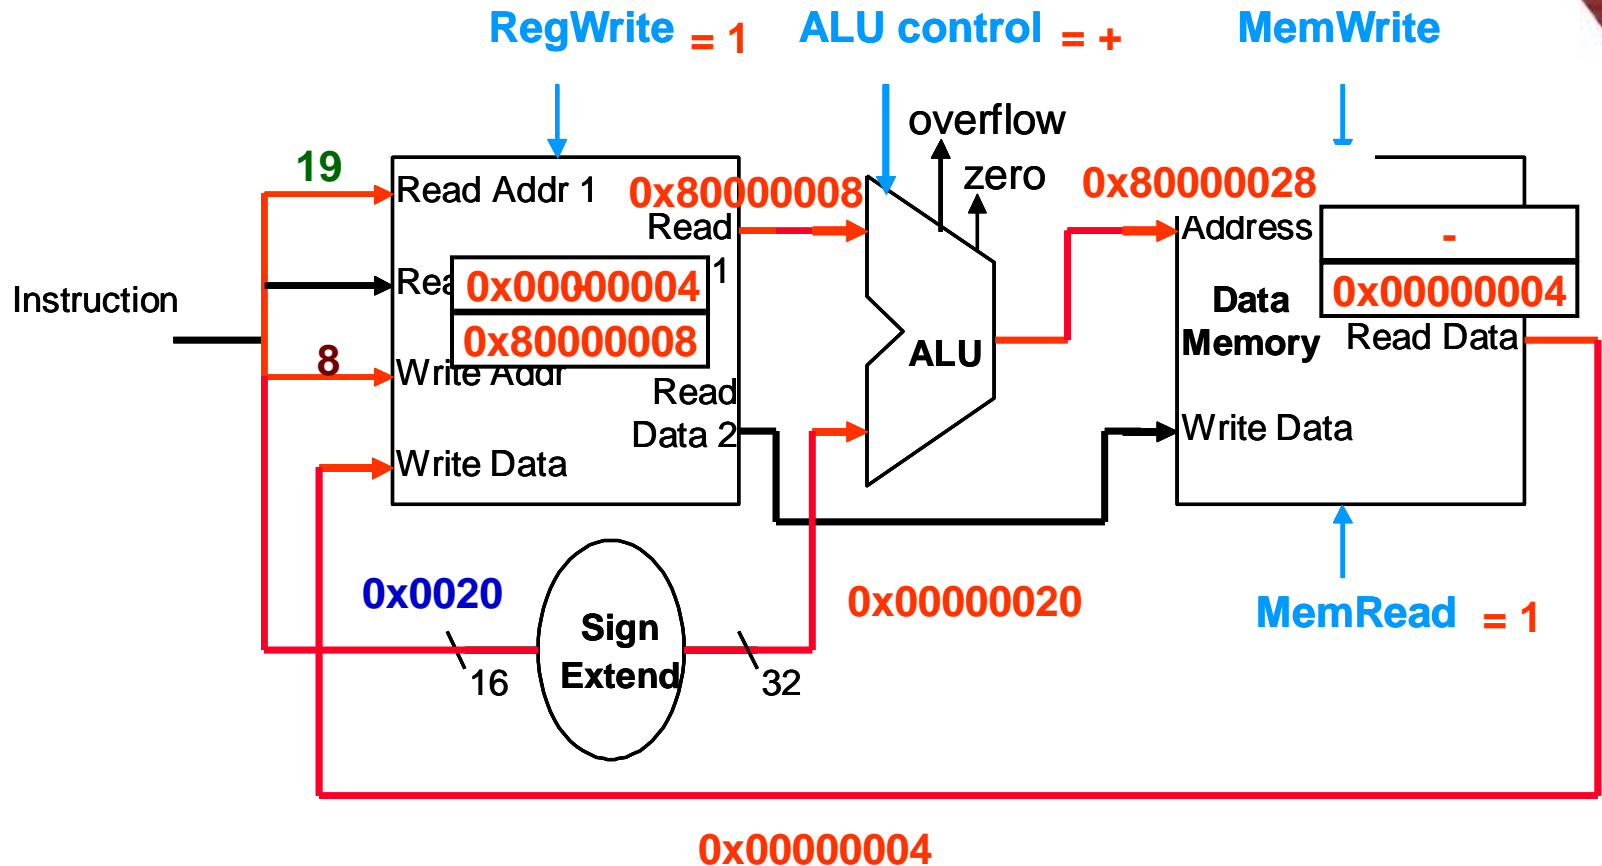 RegWrite = 1
ALU control = +
MemWrite
overflow
19
zero
Read Addr 1
0x80000008
0x80000028
Read
1
Address
-
Instruction
0x00000004
0x00000004
Data
Memory
0x80000008
Read Data
8
Write Addr
ALU
Read
Data 2
Write Data
Write Data
0x0020
0x00000020
Sign
Extend
MemRead = 1
16
32
0x00000004